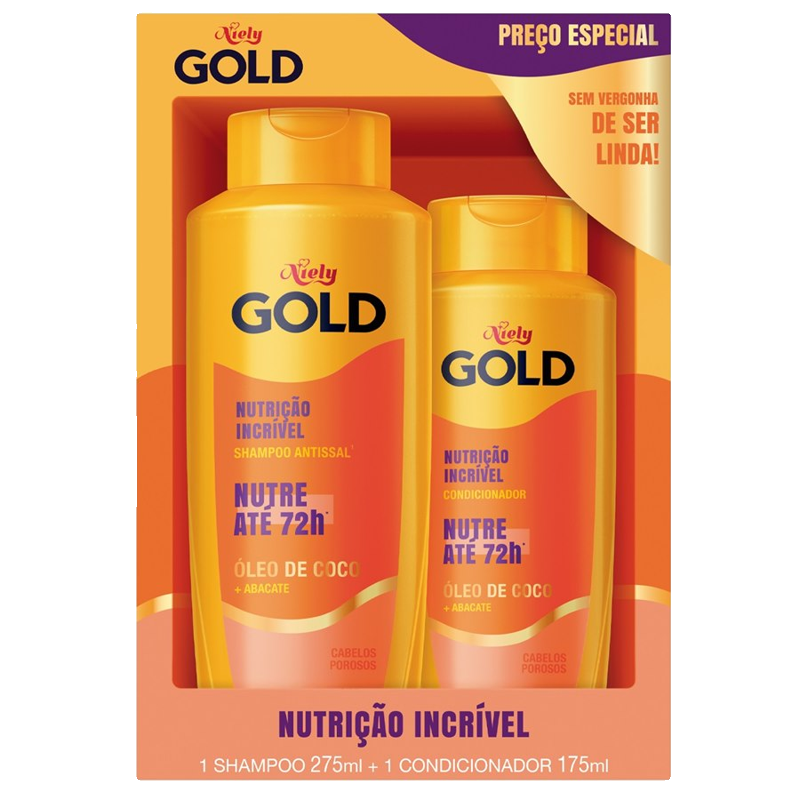 Niely
GOLD
PREÇO ESPECIAL
SEM VERGONHA
DE SER
LINDA!
Niely
GOLD
NUTRIÇÃO
INCRÍVEL
SHAMPOO ANTISSAL¹
NUTRE
ATÉ 72h*
ÓLEO DE COCO
+ ABACATE
CABELOS
POROSOS
Niely
GOLD
NUTRIÇÃO
INCRÍVEL
CONDICIONADOR
NUTRE
ATÉ 72h*
ÓLEO DE COCO
+ ABACATE
CABELOS
POROSOS
NUTRIÇÃO INCRÍVEL
1 SHAMPOO 275ml + 1 CONDICIONADOR 175ml